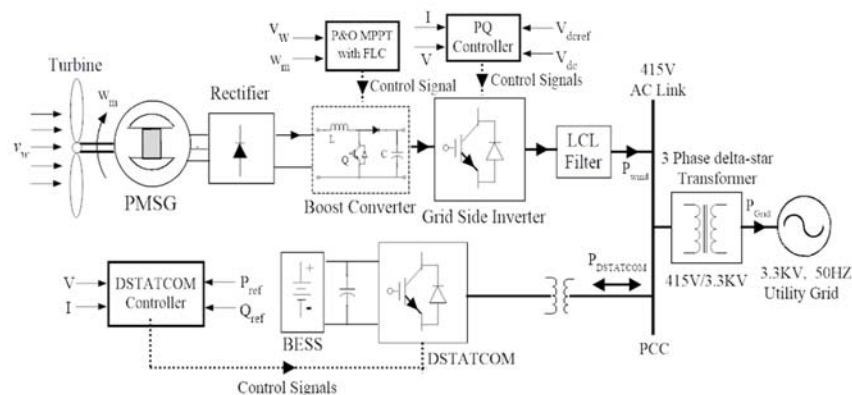 V_w
w_m
P&O MPPT
with FLC
I
V
PQ
Controller
V_dcref
V_dc
Control Signal
Control Signals
Turbine
w_m
v_w
PMSG
Rectifier
L
Q
C
Boost Converter
Grid Side Inverter
LCL
Filter
P_wind
415V
AC Link
3 Phase delta-star
Transformer
P_Grid
415V/3.3KV
3.3KV, 50HZ
Utility Grid
V
I
DSTATCOM
Controller
P_ref
Q_ref
BESS
DSTATCOM
P_DSTATCOM
PCC
Control Signals